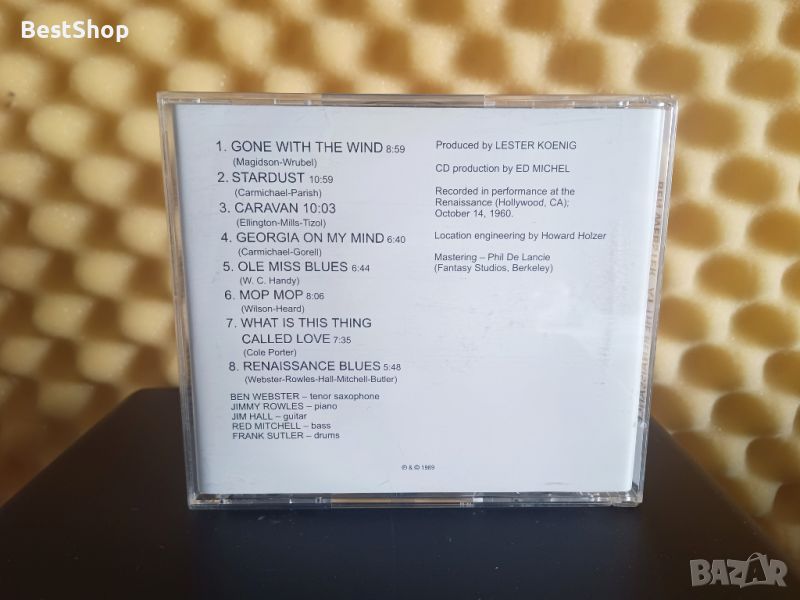 BestShop
1. GONE WITH THE WIND 8:59
(Magidson-Wrubel)
2. STARDUST 10:59
(Carmichael-Parish)
3. CARAVAN 10:03
(Ellington-Mills-Tizol)
4. GEORGIA ON MY MIND 6:40
(Carmichael-Gorell)
5. OLE MISS BLUES 6:44
(W. C. Handy)
6. MOP MOP 8:06
(Wilson-Heard)
7. WHAT IS THIS THING
CALLED LOVE 7:35
(Cole Porter)
8. RENAISSANCE BLUES 5:48
(Webster-Rowles-Hall-Mitchell-Butler)
BEN WEBSTER – tenor saxophone
JIMMY ROWLES – piano
JIM HALL – guitar
RED MITCHELL – bass
FRANK SUTLER – drums
Produced by LESTER KOENIG
CD production by ED MICHEL
Recorded in performance at the
Renaissance (Hollywood, CA);
October 14, 1960.
Location engineering by Howard Holzer
Mastering – Phil De Lancie
(Fantasy Studios, Berkeley)
℗ & © 1989
BAZAR